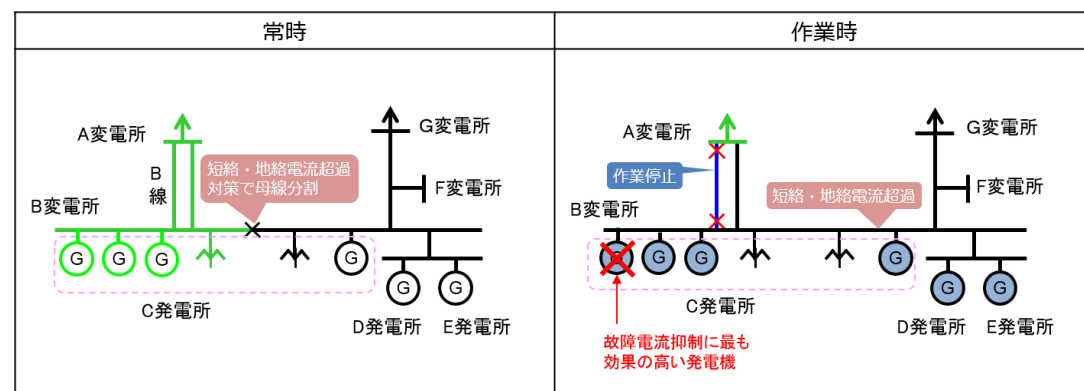 常時
作業時
A変電所
G変電所
B
線
短絡・地絡電流超過
対策で母線分割
F変電所
B変電所
G
G
G
G
C発電所
G
G
D発電所
E発電所
A変電所
G変電所
作業停止
短絡・地絡電流超過
F変電所
B変電所
G
G
G
G
C発電所
G
G
D発電所
E発電所
故障電流抑制に最も
効果の高い発電機